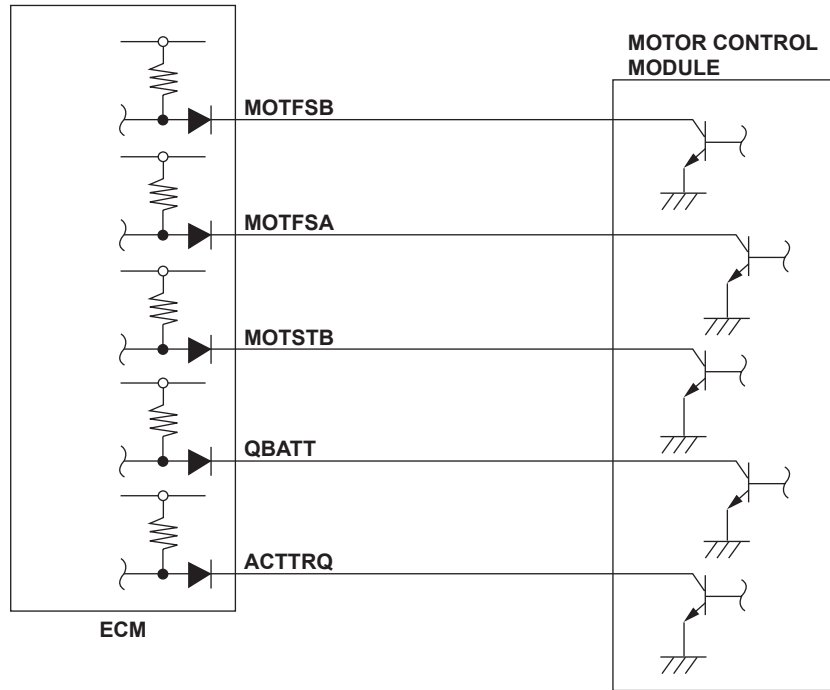 MOTOR CONTROL
MODULE
MOTFSB
MOTFSA
MOTSTB
QBATT
ACTTRQ
ECM